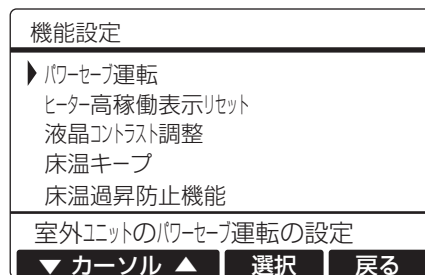 機能設定
パワーセーブ運転
ヒーター高稼働表示リセット
液晶コントラスト調整
床温キープ
床温過昇防止機能
室外ユニットのパワーセーブ運転の設定
▼ カーソル ▲ 選択 戻る